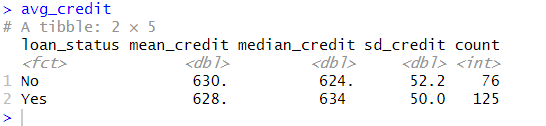 > avg_credit
# A tibble: 2 × 5
loan_status mean_credit median_credit sd_credit count
<fct> <dbl> <dbl> <dbl> <int>
1 No 630. 624. 52.2 76
2 Yes 628. 634 50.0 125
>